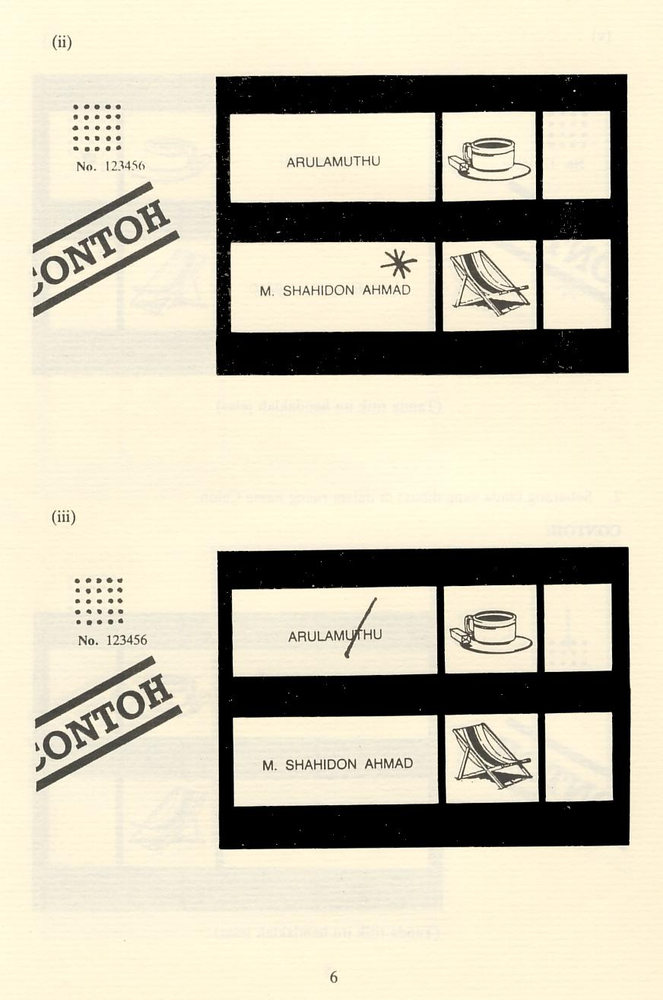 (ii)
No. 123456
CONTOH
ARULAMUTHU
M. SHAHIDON AHMAD
(iii)
No. 123456
CONTOH
ARULAMUTHU
M. SHAHIDON AHMAD
6